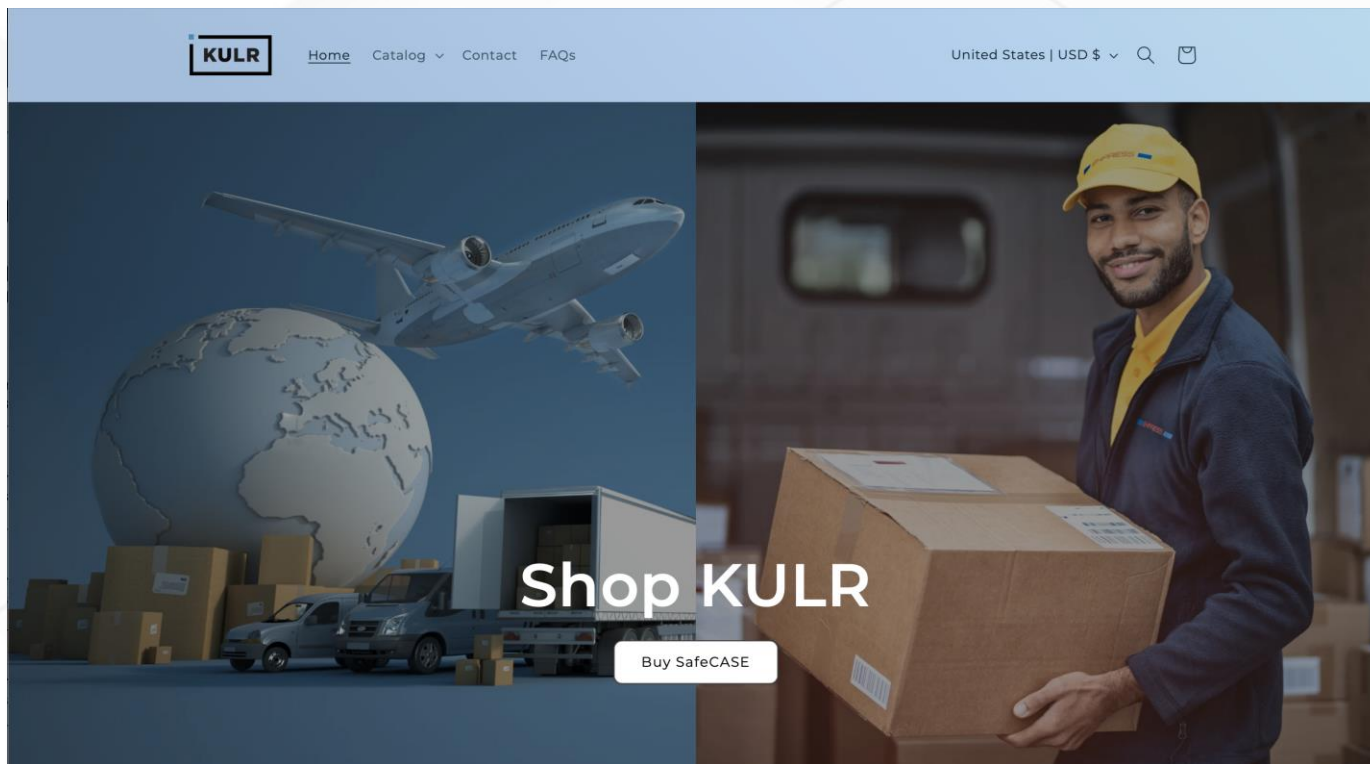 KULR
Home Catalog Contact FAQs
United States | USD $
Shop KULR
Buy SafeCASE